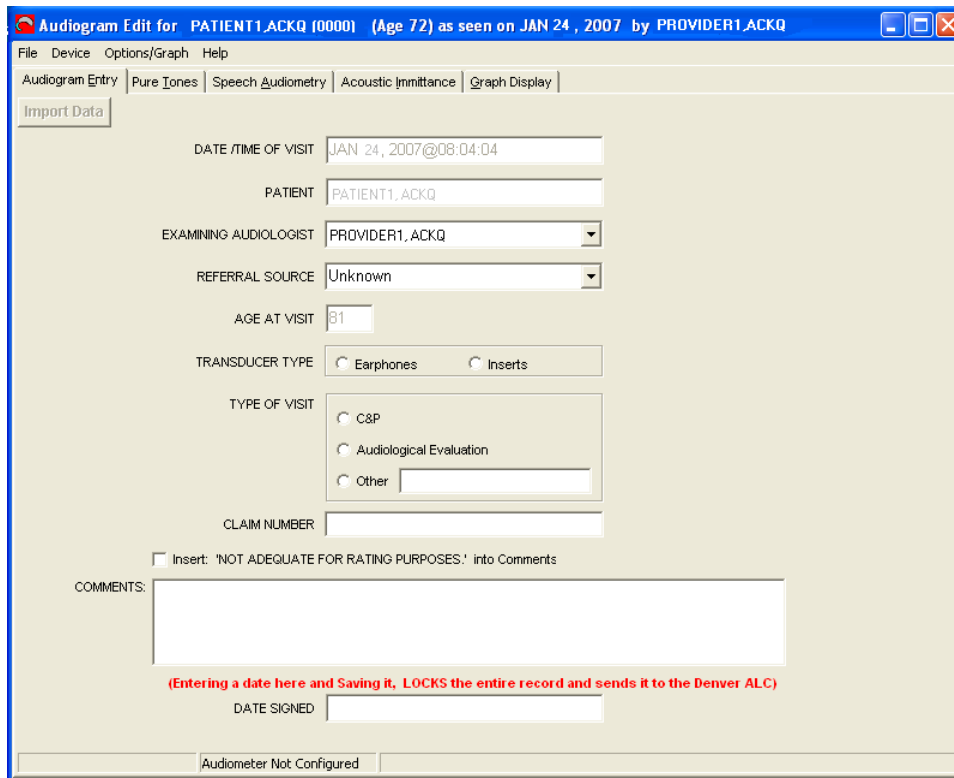 Audiogram Edit for PATIENT1,ACKQ (0000) (Age 72) as seen on JAN 24 , 2007 by PROVIDER1,ACKQ
File Device Options/Graph Help
Audiogram Entry Pure Tones Speech Audiometry Acoustic Immittance Graph Display
Import Data
DATE /TIME OF VISIT JAN 24, 2007@08:04:04
PATIENT PATIENT1, ACKQ
EXAMINING AUDIOLOGIST PROVIDER1, ACKQ
REFERRAL SOURCE Unknown
AGE AT VISIT 81
TRANSDUCER TYPE Earphones Inserts
TYPE OF VISIT
C&P
Audiological Evaluation
Other
CLAIM NUMBER
Insert: 'NOT ADEQUATE FOR RATING PURPOSES.' into Comments
COMMENTS:
(Entering a date here and Saving it, LOCKS the entire record and sends it to the Denver ALC)
DATE SIGNED
Audiometer Not Configured